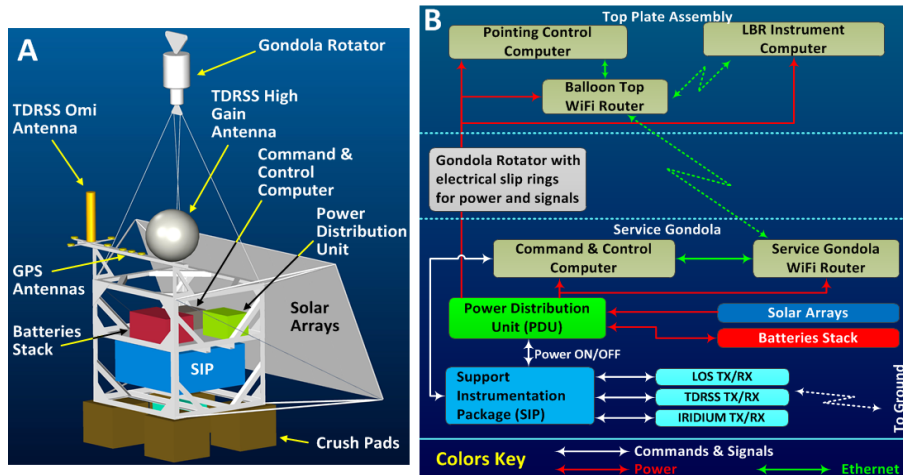 A
Gondola Rotator
TDRSS Omi
Antenna
TDRSS High
Gain
Antenna
Command &
Control
Computer
Power
Distribution
Unit
GPS
Antennas
Solar
Arrays
Batteries
Stack
SIP
Crush Pads
B
Top Plate Assembly
Pointing Control
Computer
LBR Instrument
Computer
Balloon Top
WiFi Router
Gondola Rotator with
electrical slip rings
for power and signals
Service Gondola
Command & Control
Computer
Service Gondola
WiFi Router
Power Distribution
Unit (PDU)
Solar Arrays
Batteries Stack
Power ON/OFF
Support
Instrumentation
Package (SIP)
LOS TX/RX
TDRSS TX/RX
IRIDIUM TX/RX
To Ground
Colors Key
Commands & Signals
Power
Ethernet